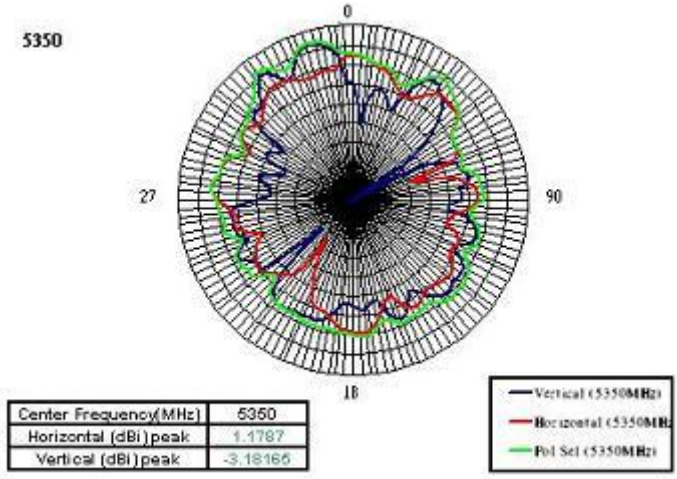 0
5350
27
90
18
Vertical (5350MHz)
Horizontal (5350MHz
Pol Sel (5350MHz)
Center Frequency(MHz) 5350
Horizontal (dBi)peak 1.1787
Vertical (dBi)peak -3.18165